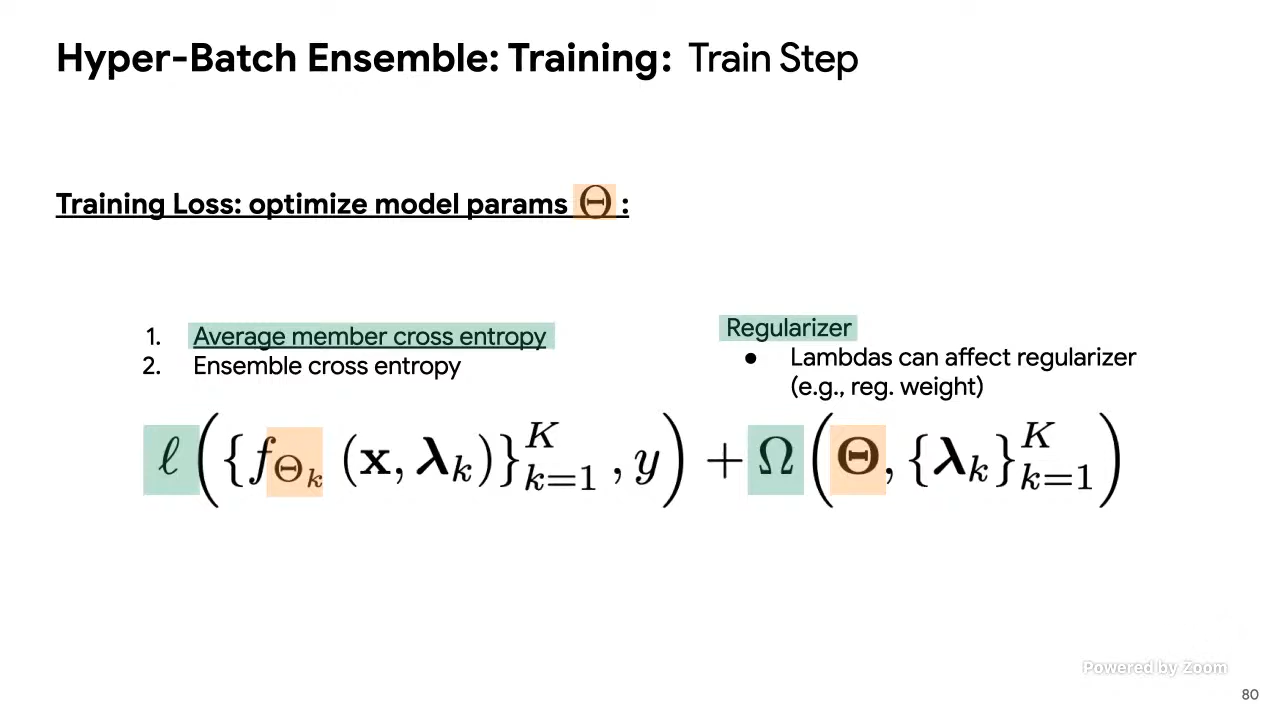 Hyper-Batch Ensemble: Training: Train Step
Training Loss: optimize model params Θ :
1. Average member cross entropy
2. Ensemble cross entropy
Regularizer
● Lambdas can affect regularizer
(e.g., reg. weight)
ℓ({f_{Θ_k} (x, λ_k)}_{k=1}^K , y) + Ω(Θ, {λ_k}_{k=1}^K)
Powered by Zoom
80